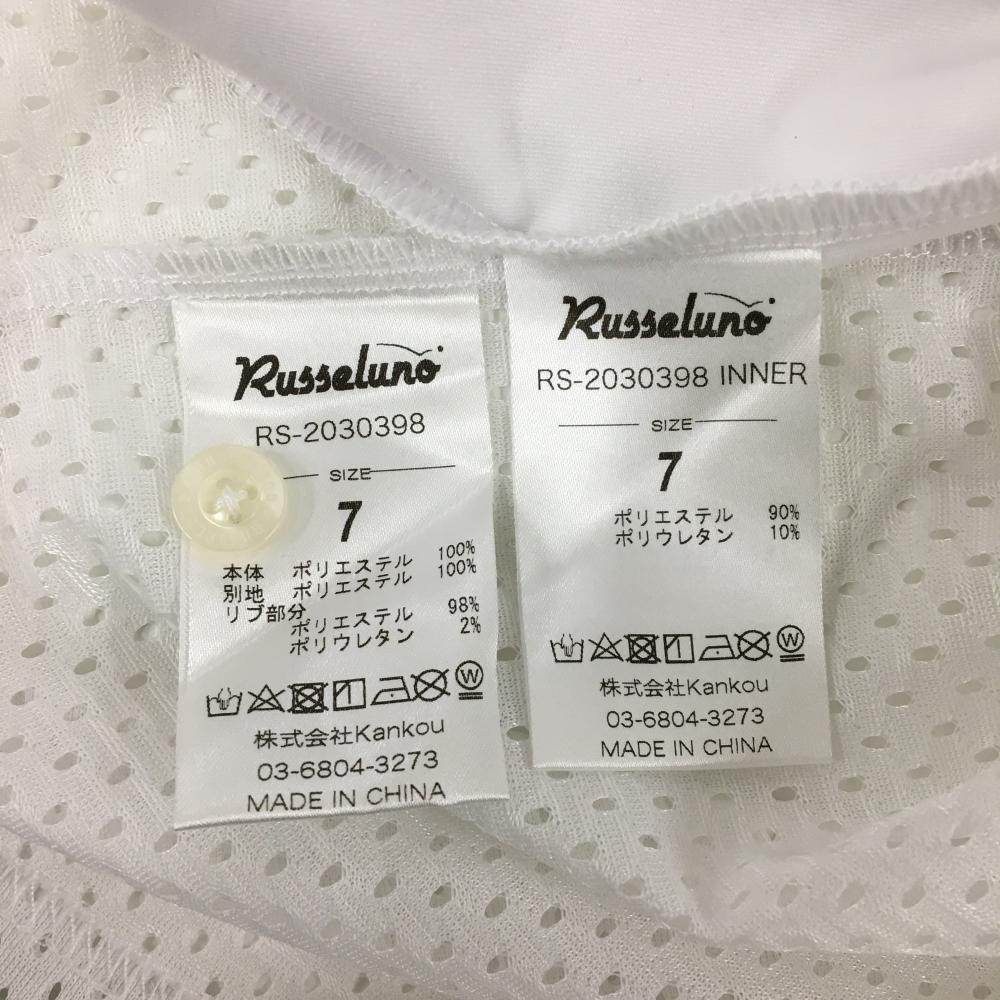 Russeluno
RS-2030398
SIZE
7
本体 ポリエステル 100%
別地 ポリエステル 100%
リブ部分
ポリエステル 98%
ポリウレタン 2%
W
株式会社Kankou
03-6804-3273
MADE IN CHINA
Russeluno
RS-2030398 INNER
SIZE
7
ポリエステル 90%
ポリウレタン 10%
W
株式会社Kankou
03-6804-3273
MADE IN CHINA